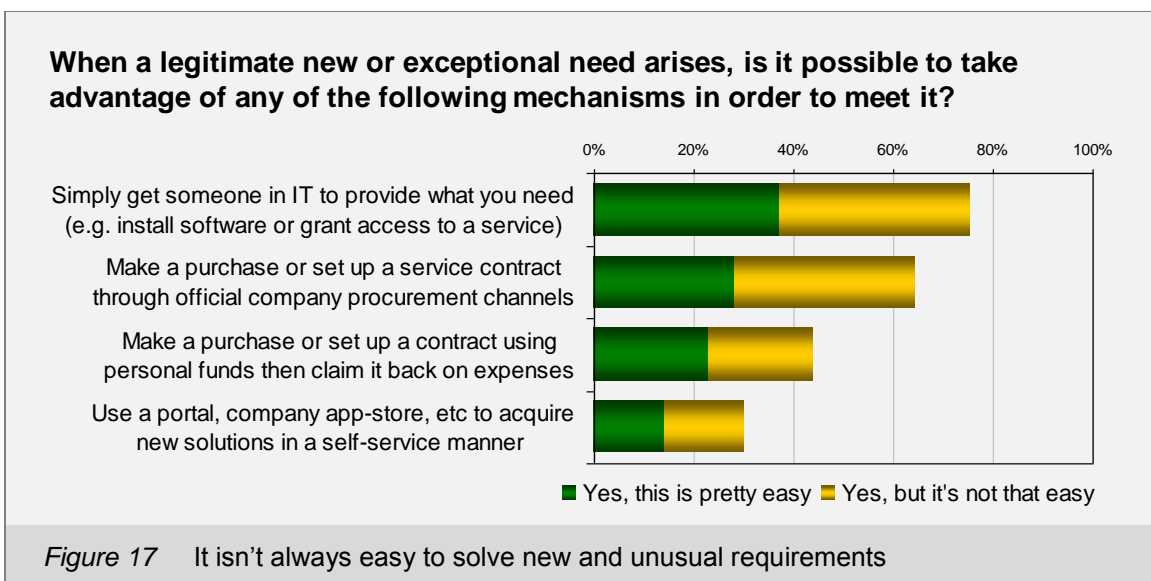 When a legitimate new or exceptional need arises, is it possible to take
advantage of any of the following mechanisms in order to meet it?
0% 20% 40% 60% 80% 100%
Simply get someone in IT to provide what you need
(e.g. install software or grant access to a service)
Make a purchase or set up a service contract
through official company procurement channels
Make a purchase or set up a contract using
personal funds then claim it back on expenses
Use a portal, company app-store, etc to acquire
new solutions in a self-service manner
Yes, this is pretty easy Yes, but it's not that easy
Figure 17 It isn’t always easy to solve new and unusual requirements